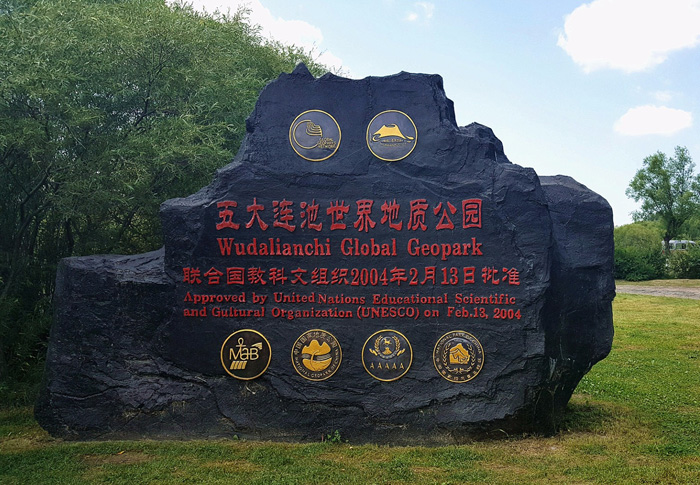 五大连池世界地质公园
Wudalianchi Global Geopark
联合国教科文组织2004年2月13日批准
Approved by United Nations Educational Scientific
and Gultural Organization (UNESCO) on Feb.13, 2004
MaB
AAAAA